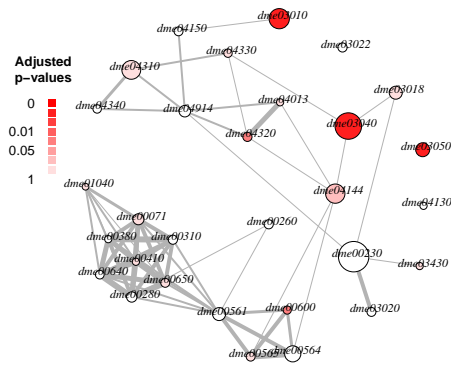 dme03010
dme04150
dme03022
dme04330
Adjusted
p−values
dme04310
dme03018
0
dme04340
dme04914
dme04013
0.01
dme04320
dme03040
0.05
dme03050
1
dme01040
dme04144
dme04130
dme00071
dme00260
dme00380
dme00310
dme00410
dme00230
dme00640
dme00650
dme03430
dme00280
dme00561
dme00600
dme03020
dme00565
dme00564